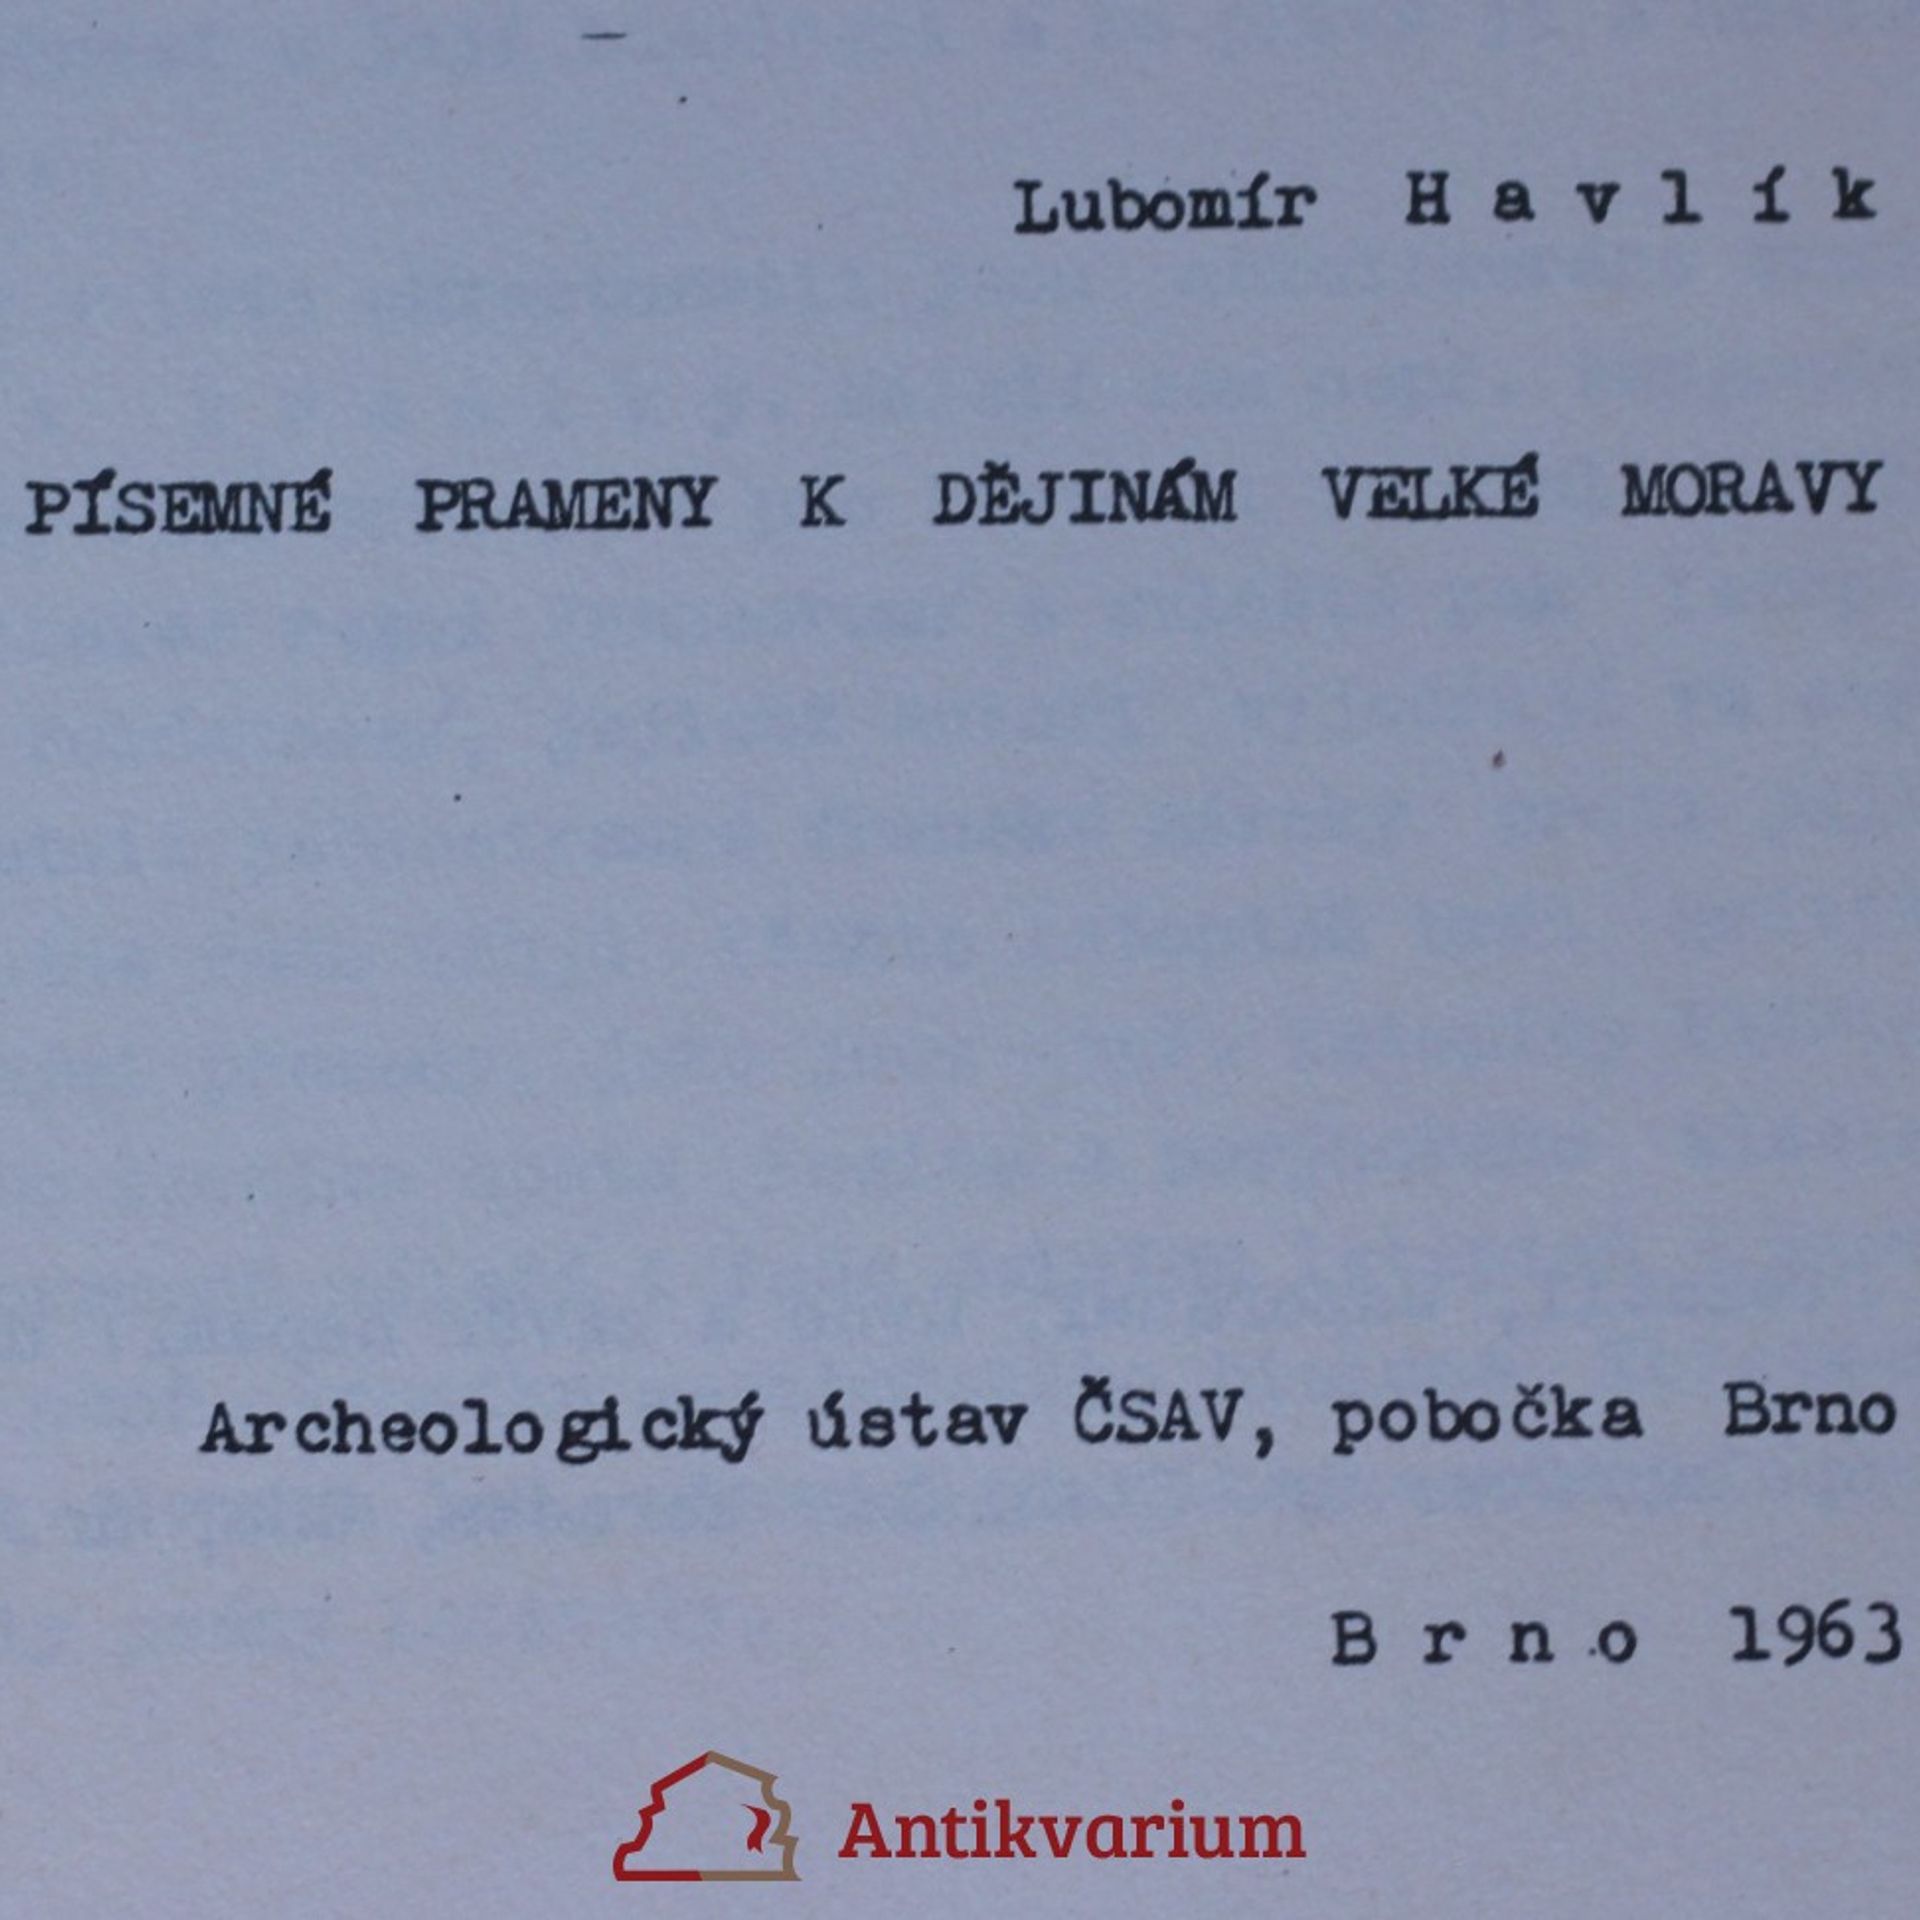 Lubomír H a v l í k
PÍSEMNÉ PRAMENY K DĚJINÁM VELKÉ MORAVY
Archeologický ústav ČSAV, pobočka Brno
B r n o 1963
Antikvarium